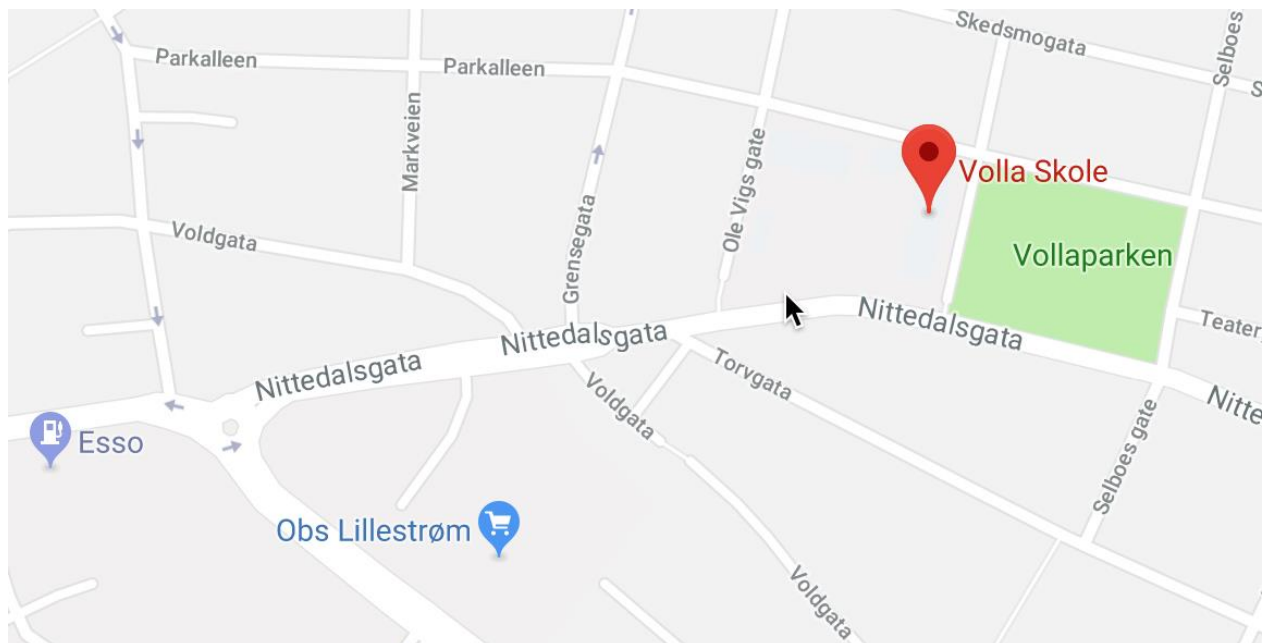 Skedsmogata
Selboes
S
Parkalleen
Parkalleen
Markveien
Ole Vigs gate
Volla Skole
Voldgata
Grensegata
Vollaparken
Nittedalsgata
Nittedalsgata
Nittedalsgata
Teater
Torvgata
Voldgata
Nitte
Esso
Selboes gate
Obs Lillestrøm
Voldgata